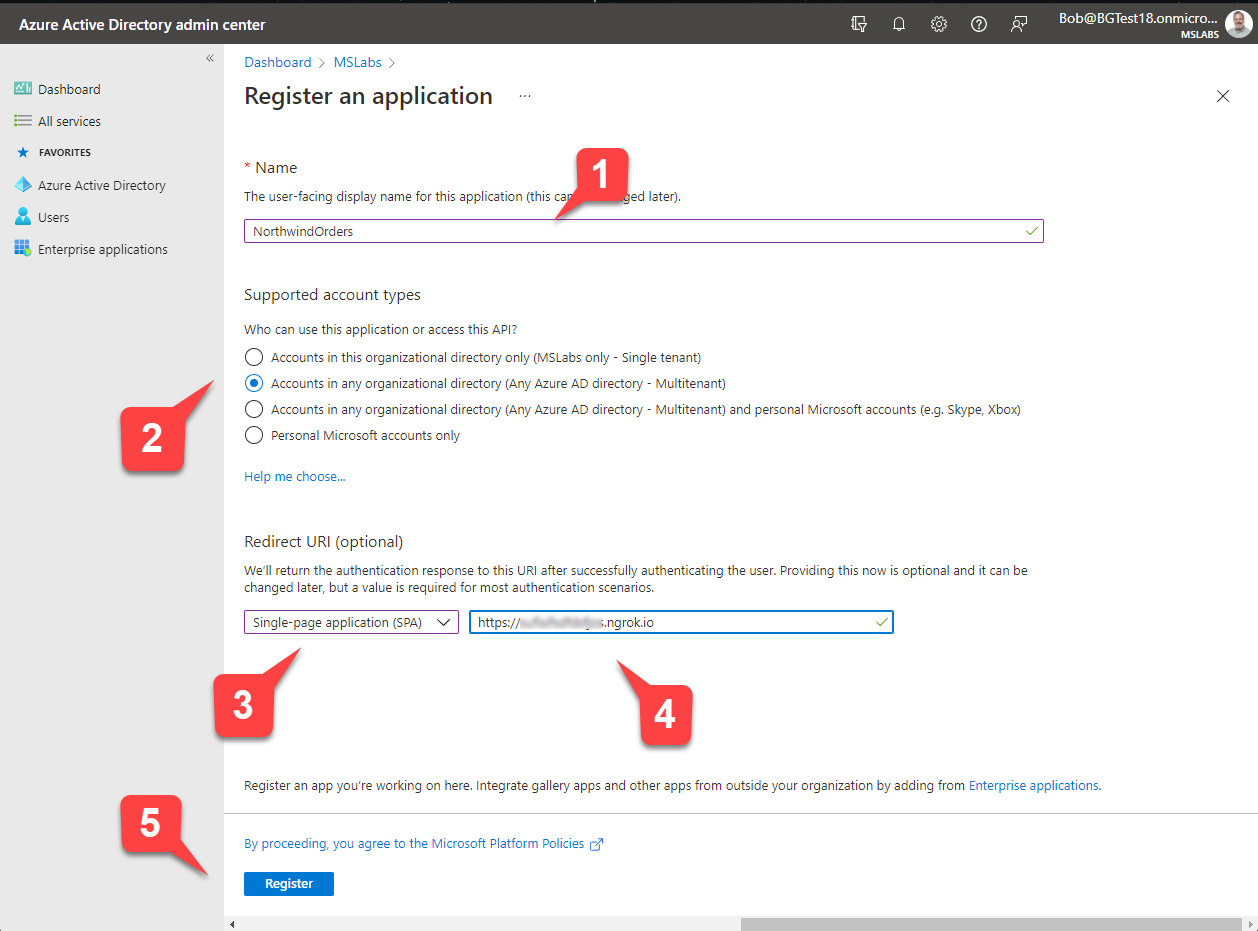 Azure Active Directory admin center
Bob@BGTest18.onmicro...
MSLABS
«
Dashboard
All services
FAVORITES
Azure Active Directory
Users
Enterprise applications
Dashboard > MSLabs >
Register an application ...
* Name
The user-facing display name for this application (this can ged later).
1
NorthwindOrders
Supported account types
Who can use this application or access this API?
Accounts in this organizational directory only (MSLabs only - Single tenant)
Accounts in any organizational directory (Any Azure AD directory - Multitenant)
Accounts in any organizational directory (Any Azure AD directory - Multitenant) and personal Microsoft accounts (e.g. Skype, Xbox)
Personal Microsoft accounts only
2
Help me choose...
Redirect URI (optional)
We'll return the authentication response to this URI after successfully authenticating the user. Providing this now is optional and it can be
changed later, but a value is required for most authentication scenarios.
Single-page application (SPA)
https:// .ngrok.io
3
4
Register an app you're working on here. Integrate gallery apps and other apps from outside your organization by adding from Enterprise applications.
5
By proceeding, you agree to the Microsoft Platform Policies
Register